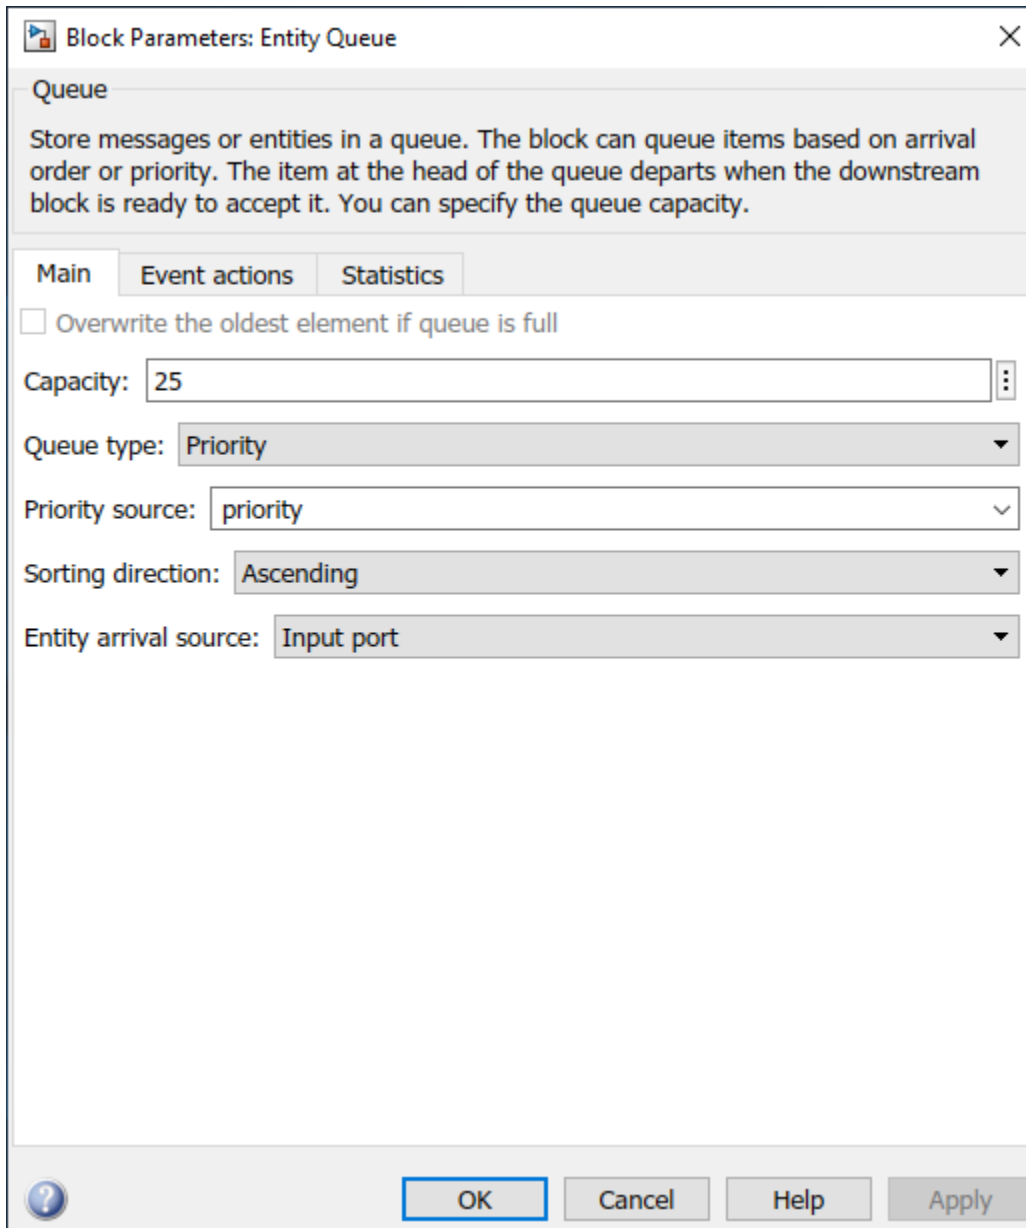 Block Parameters: Entity Queue
Queue
Store messages or entities in a queue. The block can queue items based on arrival
order or priority. The item at the head of the queue departs when the downstream
block is ready to accept it. You can specify the queue capacity.
Main Event actions Statistics
Overwrite the oldest element if queue is full
Capacity: 25
Queue type: Priority
Priority source: priority
Sorting direction: Ascending
Entity arrival source: Input port
? OK Cancel Help Apply